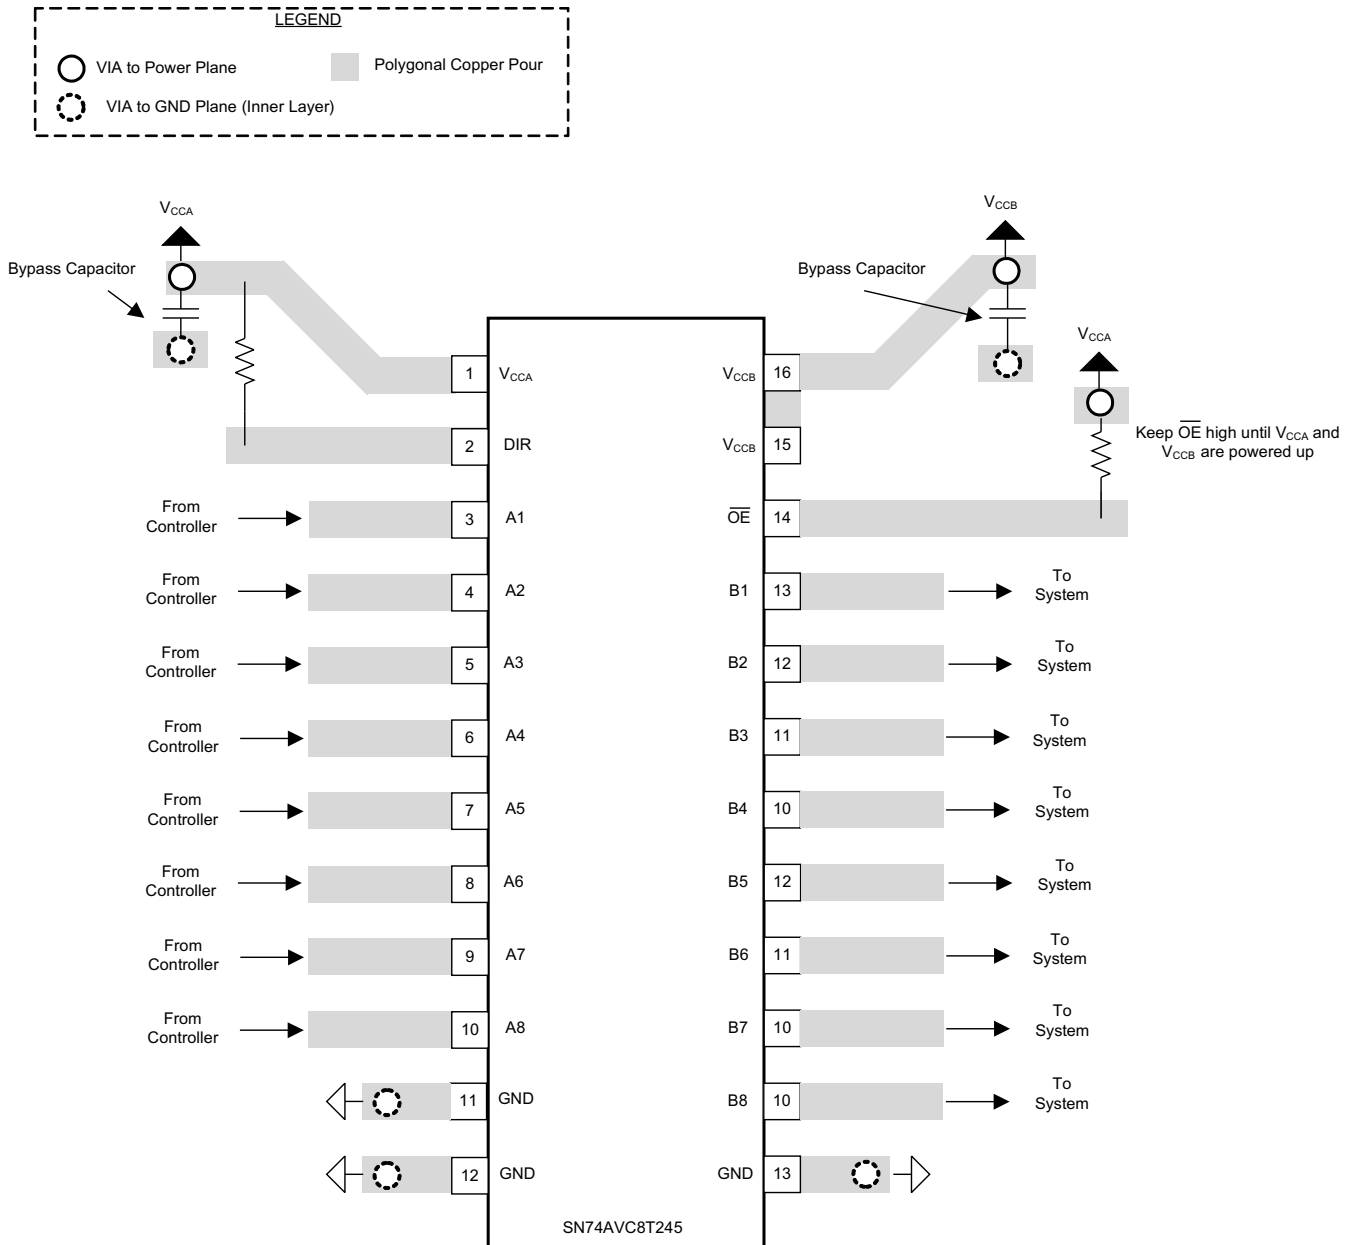 LEGEND
VIA to Power Plane
Polygonal Copper Pour
VIA to GND Plane (Inner Layer)
VCCA
Bypass Capacitor
VCCB
Bypass Capacitor
VCCA
Keep OE high until VCCA and
VCCB are powered up
1 VCCA
VCCB 16
2 DIR
VCCB 15
From
Controller
3 A1
OE 14
From
Controller
4 A2
B1 13
To
System
From
Controller
5 A3
B2 12
To
System
From
Controller
6 A4
B3 11
To
System
From
Controller
7 A5
B4 10
To
System
From
Controller
8 A6
B5 12
To
System
From
Controller
9 A7
B6 11
To
System
From
Controller
10 A8
B7 10
To
System
11 GND
B8 10
To
System
12 GND
GND 13
SN74AVC8T245